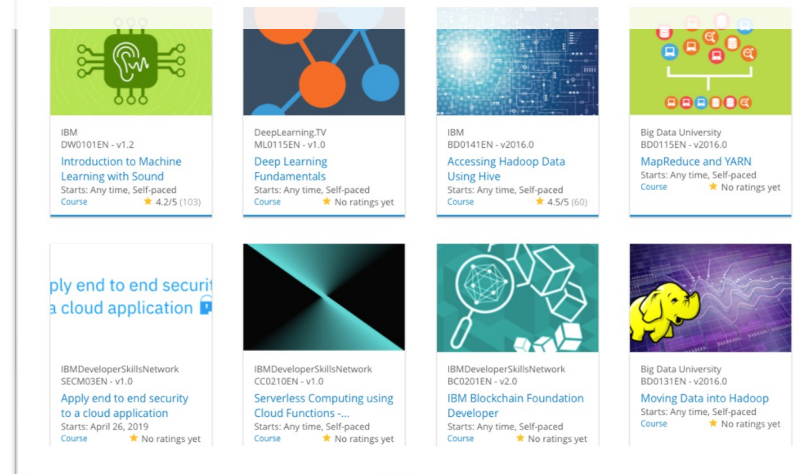 IBM
DW0101EN - v1.2
Introduction to Machine
Learning with Sound
Starts: Any time, Self-paced
Course ★ 4.2/5 (103)
DeepLearning.TV
ML0115EN - v1.0
Deep Learning
Fundamentals
Starts: Any time, Self-paced
Course ★ No ratings yet
IBM
BD0141EN - v2016.0
Accessing Hadoop Data
Using Hive
Starts: Any time, Self-paced
Course ★ 4.5/5 (60)
Big Data University
BD0115EN - v2016.0
MapReduce and YARN
Starts: Any time, Self-paced
Course ★ No ratings yet
ply end to end securit
a cloud application
IBMDeveloperSkillsNetwork
SECM03EN - v1.0
Apply end to end security
to a cloud application
Starts: April 26, 2019
Course ★ No ratings yet
IBMDeveloperSkillsNetwork
CC0210EN - v1.0
Serverless Computing using
Cloud Functions -...
Starts: Any time, Self-paced
Course ★ No ratings yet
IBMDeveloperSkillsNetwork
BC0201EN - v2.0
IBM Blockchain Foundation
Developer
Starts: Any time, Self-paced
Course ★ No ratings yet
Big Data University
BD0131EN - v2016.0
Moving Data into Hadoop
Starts: Any time, Self-paced
Course ★ No ratings yet